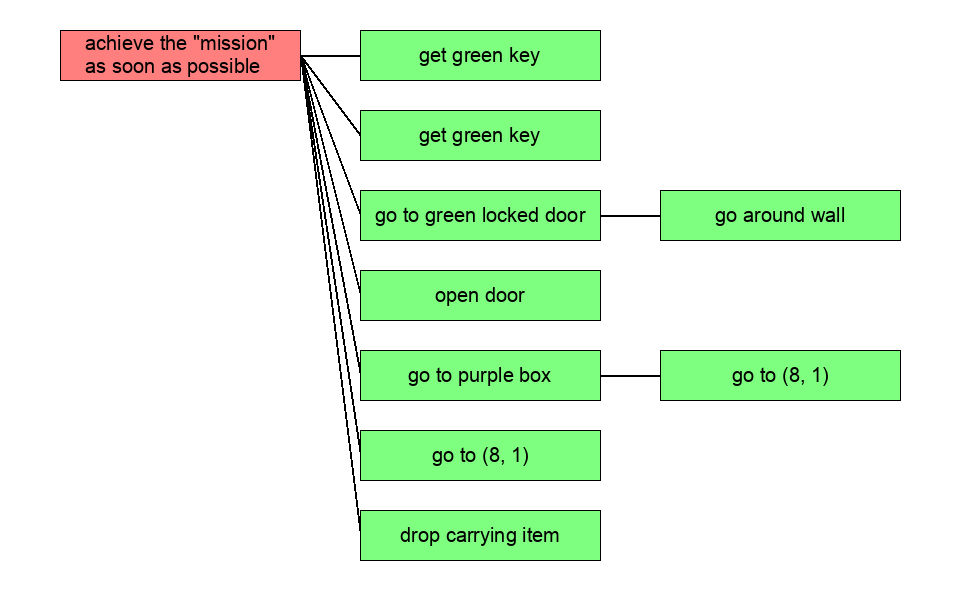 achieve the "mission"
as soon as possible
get green key
get green key
go to green locked door
go around wall
open door
go to purple box
go to (8, 1)
go to (8, 1)
drop carrying item